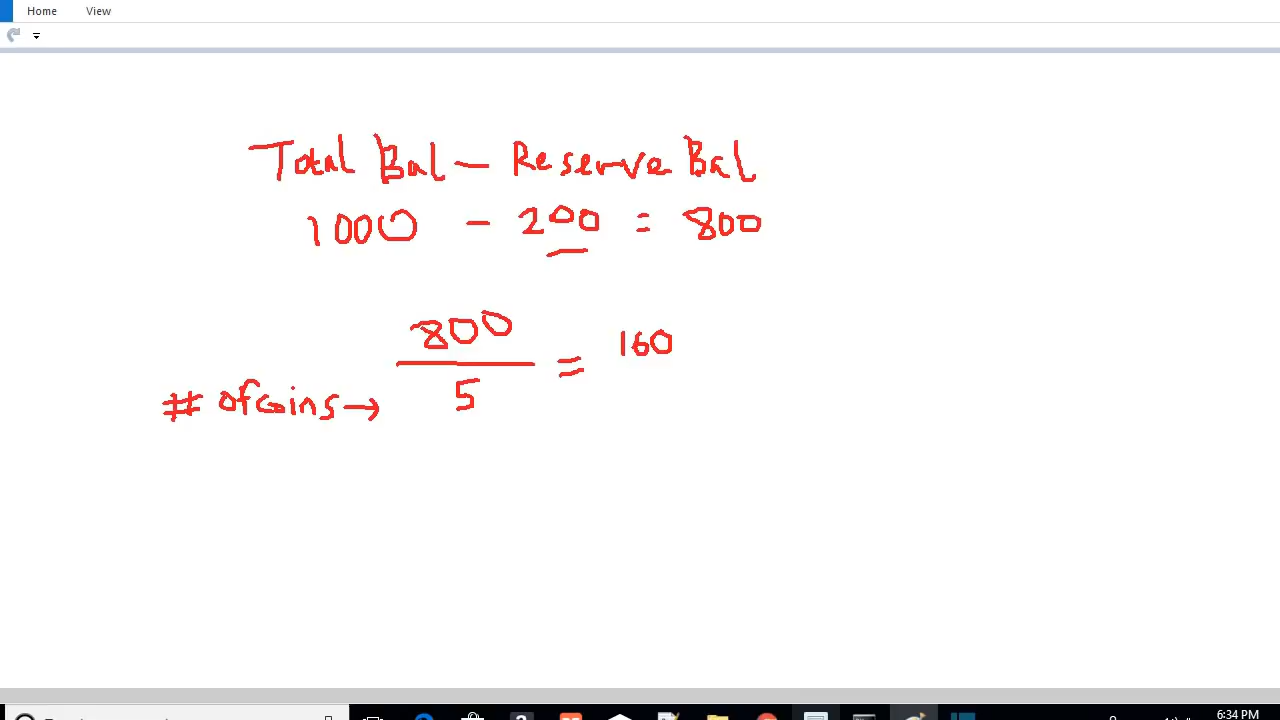 Home View
Total Bal - Reserve Bal
1000 - 200 = 800
800
5
= 160
# of coins →
6:34 PM